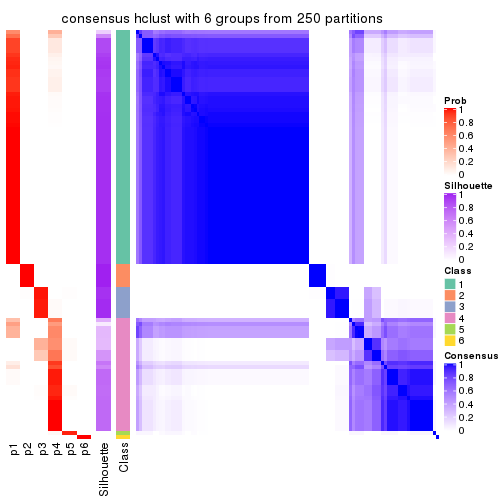 consensus hclust with 6 groups from 250 partitions
Prob
1
0.8
0.6
0.4
0.2
0
Silhouette
1
0.8
0.6
0.4
0.2
0
Class
1
2
3
4
5
6
Consensus
1
0.8
0.6
0.4
0.2
0
p1
p2
p3
p4
p5
p6
Silhouette
Class